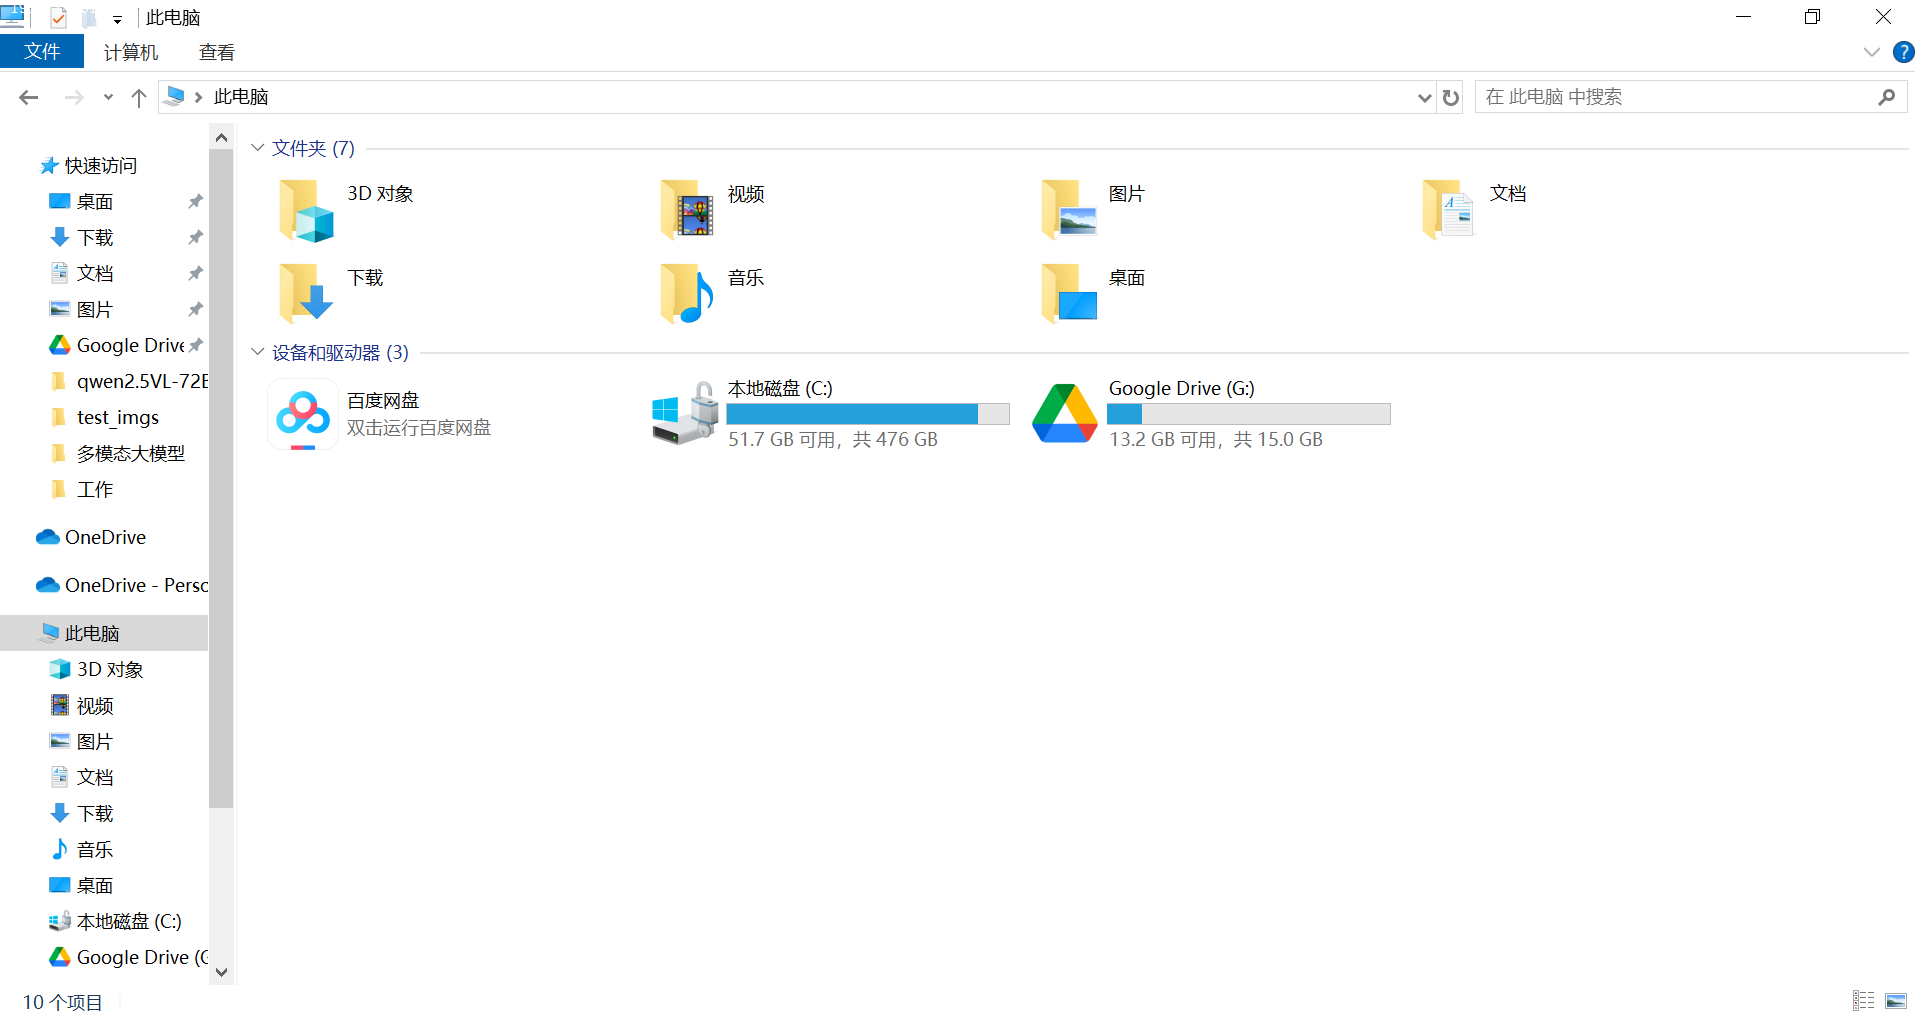 此电脑
文件 计算机 查看
此电脑
在 此电脑 中搜索
快速访问
桌面
下载
文档
图片
Google Drive
qwen2.5VL-72B
test_imgs
多模态大模型
工作
OneDrive
OneDrive - Perso
此电脑
3D 对象
视频
图片
文档
下载
音乐
桌面
本地磁盘 (C:)
Google Drive (G
文件夹 (7)
3D 对象
视频
图片
文档
下载
音乐
桌面
设备和驱动器 (3)
百度网盘
双击运行百度网盘
本地磁盘 (C:)
51.7 GB 可用，共 476 GB
Google Drive (G:)
13.2 GB 可用，共 15.0 GB
10 个项目